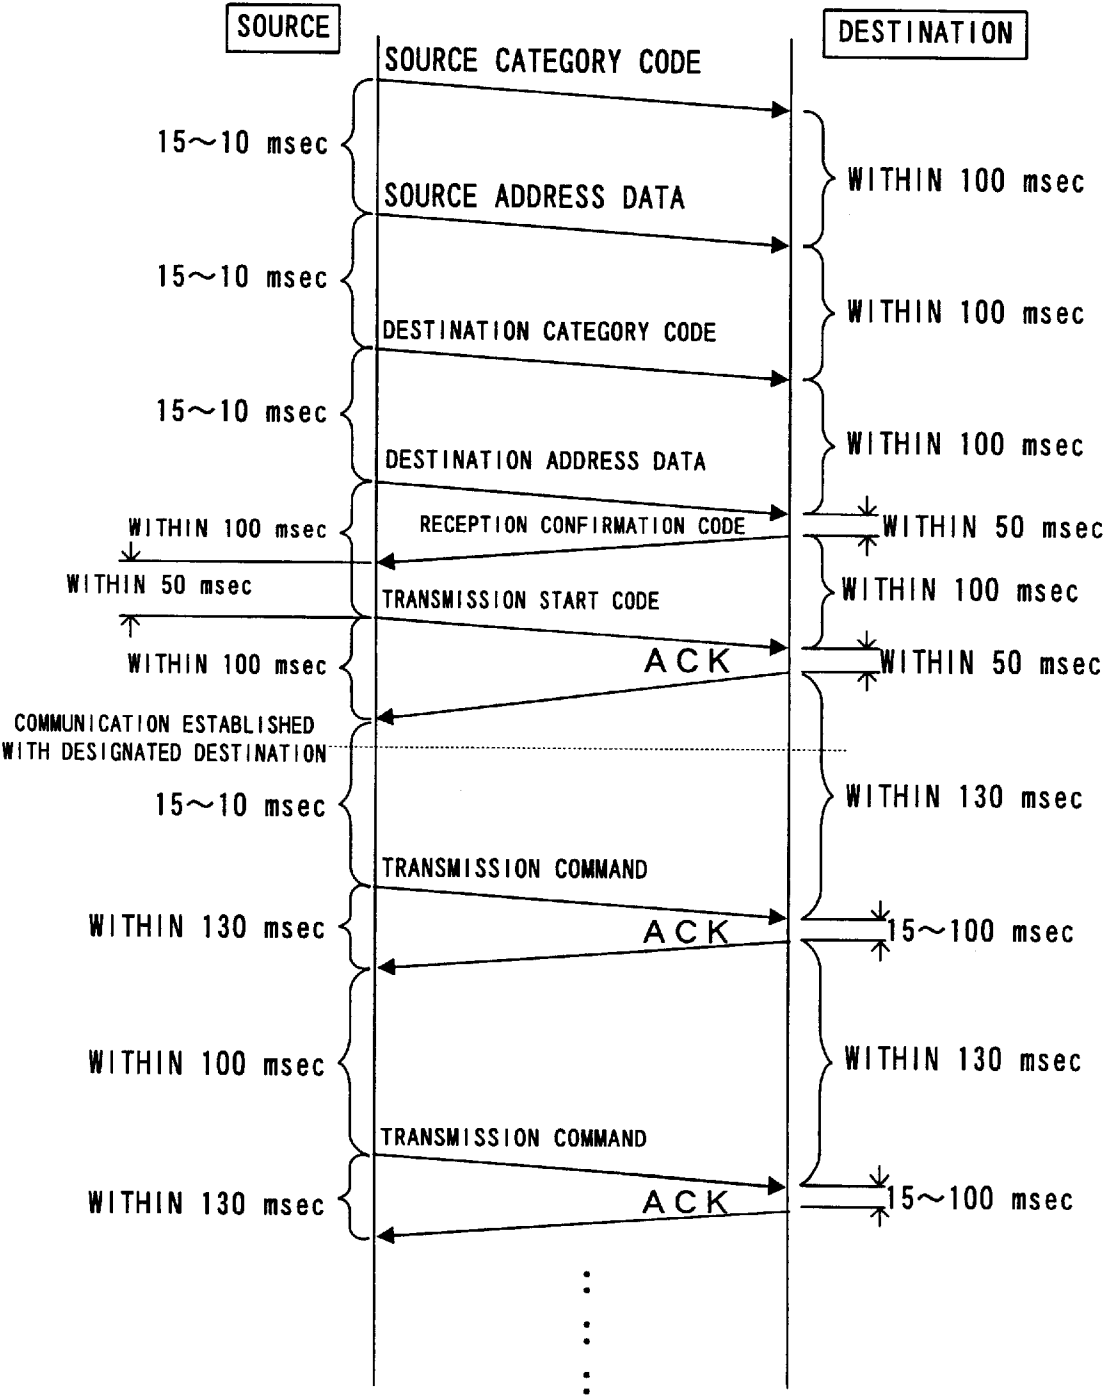 SOURCE
DESTINATION
SOURCE CATEGORY CODE
15～10 msec
WITHIN 100 msec
SOURCE ADDRESS DATA
15～10 msec
WITHIN 100 msec
DESTINATION CATEGORY CODE
15～10 msec
WITHIN 100 msec
DESTINATION ADDRESS DATA
WITHIN 100 msec
RECEPTION CONFIRMATION CODE
WITHIN 50 msec
WITHIN 50 msec
WITHIN 100 msec
TRANSMISSION START CODE
WITHIN 100 msec
ACK
WITHIN 50 msec
COMMUNICATION ESTABLISHED
WITH DESIGNATED DESTINATION
15～10 msec
WITHIN 130 msec
TRANSMISSION COMMAND
WITHIN 130 msec
ACK
15～100 msec
WITHIN 100 msec
WITHIN 130 msec
TRANSMISSION COMMAND
WITHIN 130 msec
ACK
15～100 msec